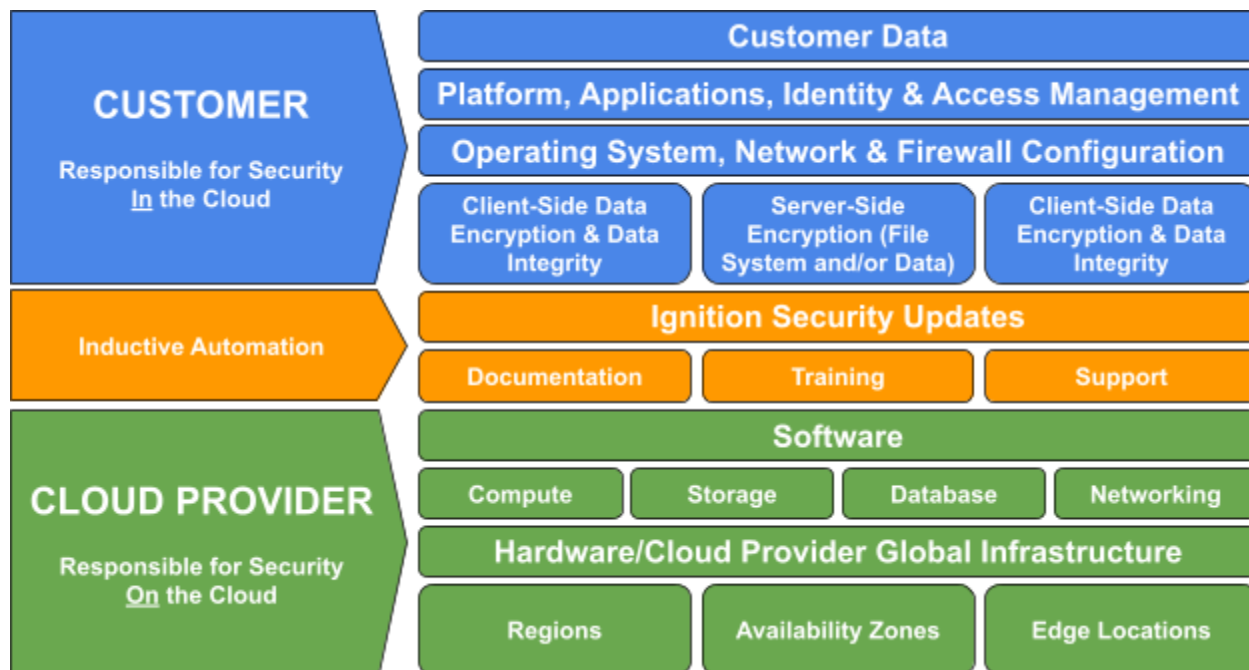 CUSTOMER
Responsible for Security
In the Cloud
Customer Data
Platform, Applications, Identity & Access Management
Operating System, Network & Firewall Configuration
Client-Side Data
Encryption & Data
Integrity
Server-Side
Encryption (File
System and/or Data)
Client-Side Data
Encryption & Data
Integrity
Inductive Automation
Ignition Security Updates
Documentation
Training
Support
CLOUD PROVIDER
Responsible for Security
On the Cloud
Software
Compute
Storage
Database
Networking
Hardware/Cloud Provider Global Infrastructure
Regions
Availability Zones
Edge Locations